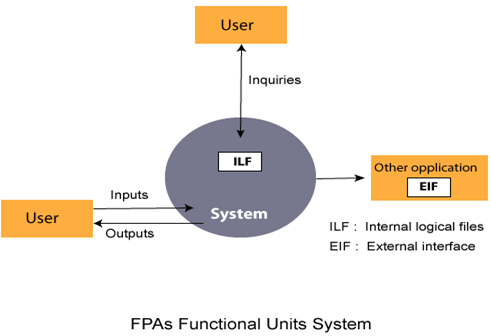 User
Inquiries
ILF
Other application
EIF
Inputs
System
User
Outputs
ILF : Internal logical files
EIF : External interface
FPAs Functional Units System